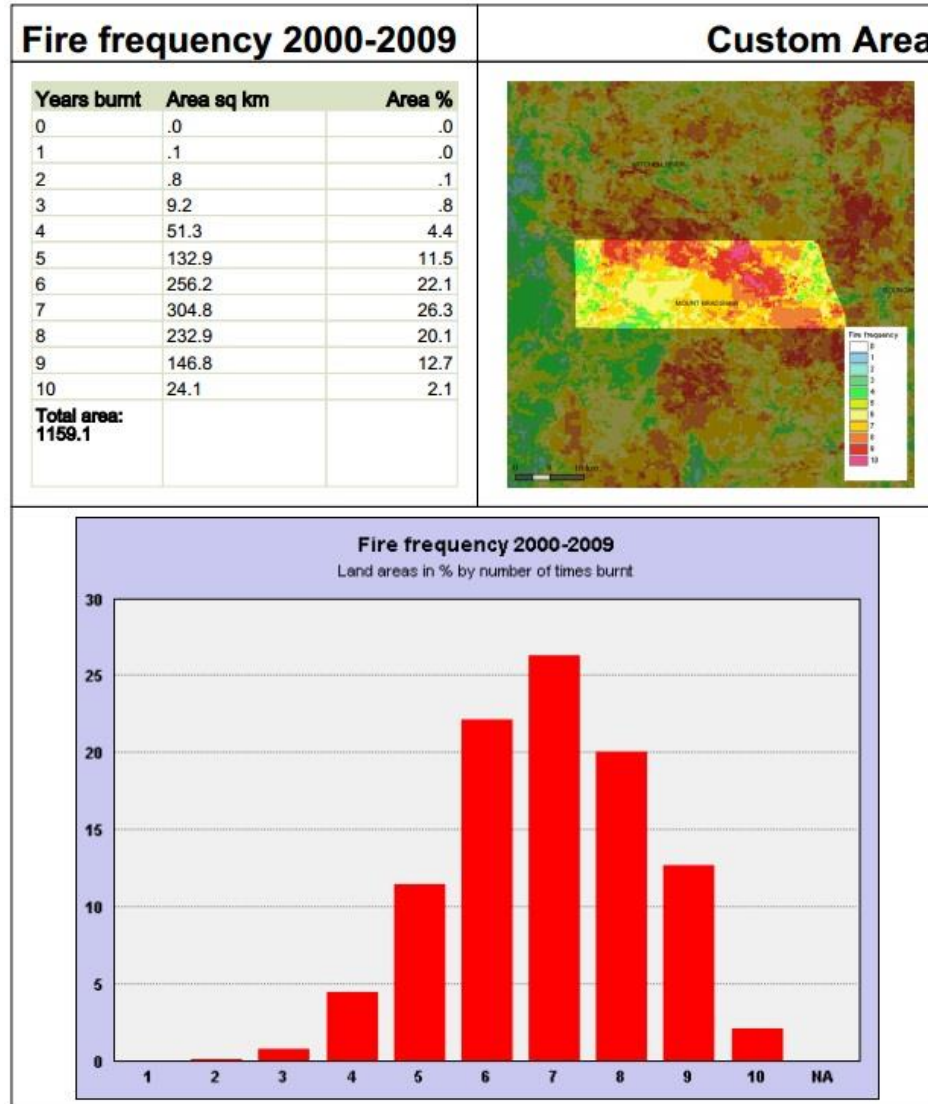 Fire frequency 2000-2009
Custom Area
Years burnt Area sq km Area %
0 .0 .0
1 .1 .0
2 .8 .1
3 9.2 .8
4 51.3 4.4
5 132.9 11.5
6 256.2 22.1
7 304.8 26.3
8 232.9 20.1
9 146.8 12.7
10 24.1 2.1
Total area:
1159.1
MITCHELL RIVER
MOUNT BRADSHAW
Fire frequency
0
1
2
3
4
5
6
7
8
9
10
Fire frequency 2000-2009
Land areas in % by number of times burnt
30
25
20
15
10
5
0
1 2 3 4 5 6 7 8 9 10 NA